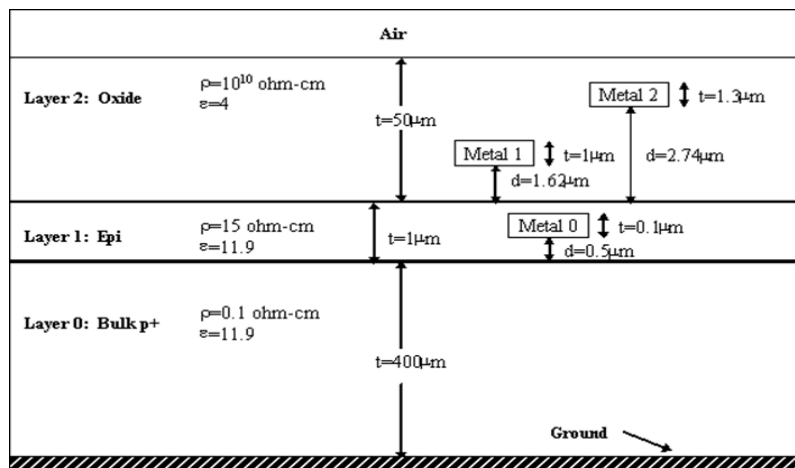 Air
Layer 2: Oxide
ρ=10¹⁰ ohm-cm
ε=4
t=50μm
Metal 2
t=1.3μm
Metal 1
t=1μm
d=2.74μm
d=1.62μm
Layer 1: Epi
ρ=15 ohm-cm
ε=11.9
t=1μm
Metal 0
t=0.1μm
d=0.5μm
Layer 0: Bulk p+
ρ=0.1 ohm-cm
ε=11.9
t=400μm
Ground